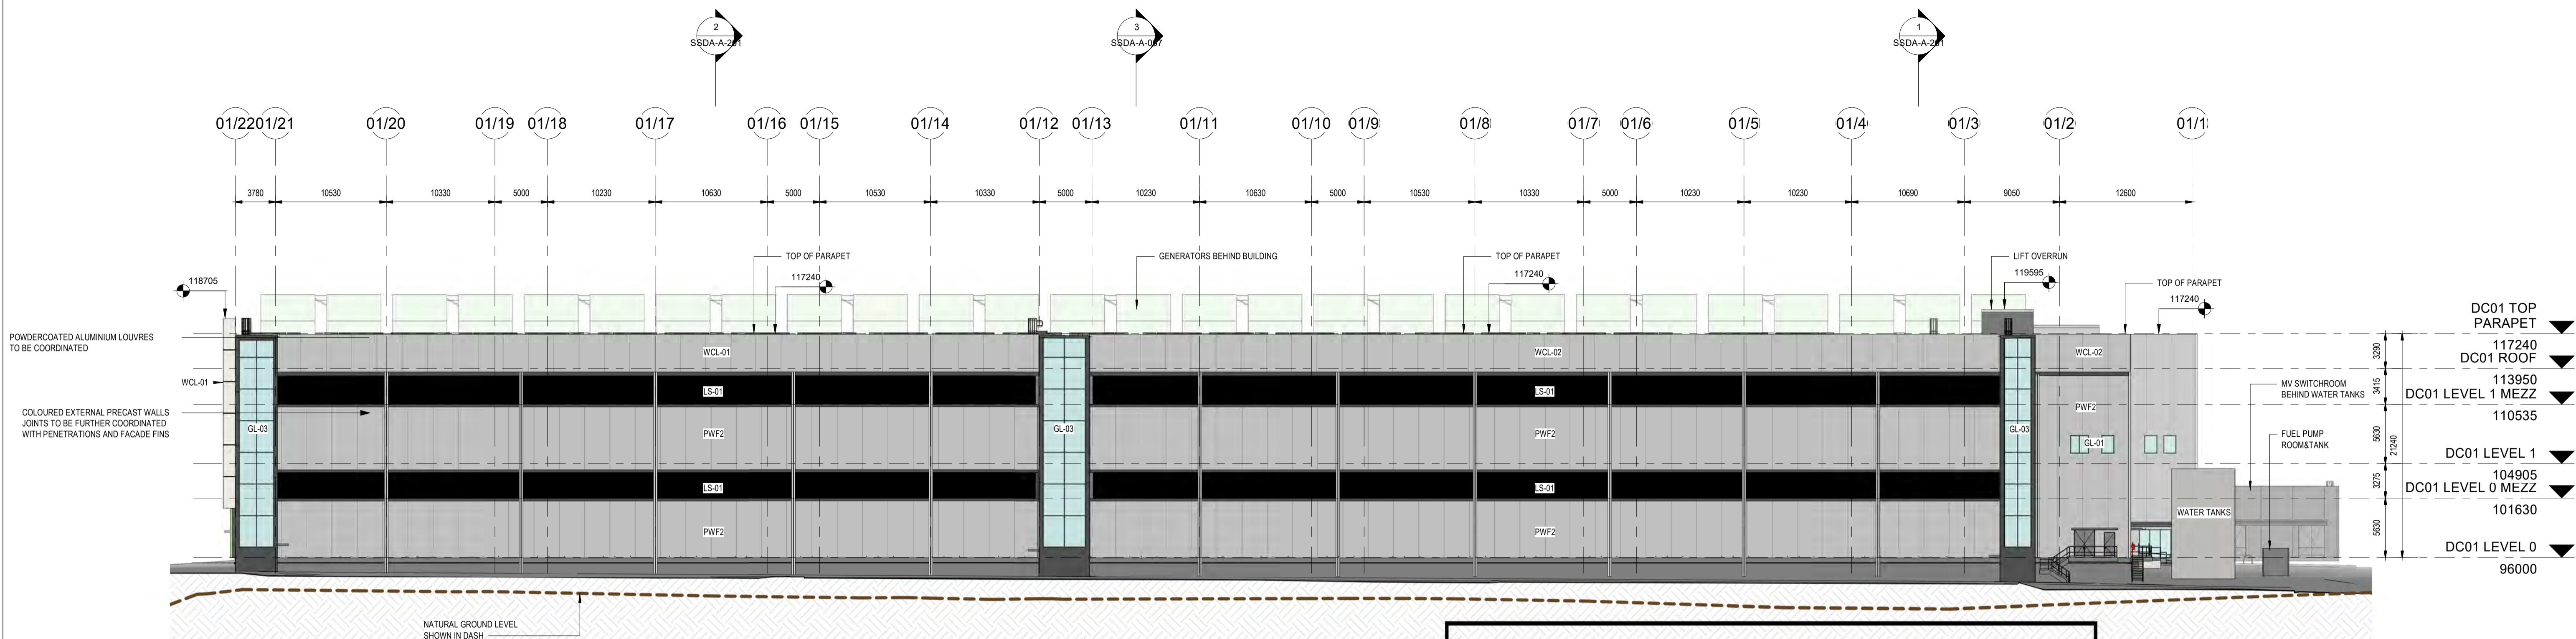 2
SSDA-A-201
3
SSDA-A-007
1
SSDA-A-201
01/22 01/21 01/20 01/19 01/18 01/17 01/16 01/15 01/14 01/12 01/13 01/11 01/10 01/9 01/8 01/7 01/6 01/5 01/4 01/3 01/2 01/1
3780 10530 10330 5000 10230 10630 5000 10530 10330 5000 10230 10630 5000 10530 10330 5000 10230 10230 10690 9050 12600
TOP OF PARAPET
117240
GENERATORS BEHIND BUILDING
TOP OF PARAPET
117240
LIFT OVERRUN
119595
TOP OF PARAPET
117240
118705
POWDERCOATED ALUMINIUM LOUVRES
TO BE COORDINATED
WCL-01
COLOURED EXTERNAL PRECAST WALLS
JOINTS TO BE FURTHER COORDINATED
WITH PENETRATIONS AND FACADE FINS
WCL-01 WCL-02 WCL-02
LS-01 LS-01
PWF2
GL-03 PWF2 GL-03 PWF2 GL-03
GL-01
LS-01 LS-01
WATER TANKS
PWF2 PWF2
MV SWITCHROOM
BEHIND WATER TANKS
FUEL PUMP
ROOM&TANK
3290
3415
5630
21240
3275
5630
DC01 TOP
PARAPET
117240
DC01 ROOF
113950
DC01 LEVEL 1 MEZZ
110535
DC01 LEVEL 1
104905
DC01 LEVEL 0 MEZZ
101630
DC01 LEVEL 0
96000
NATURAL GROUND LEVEL
SHOWN IN DASH